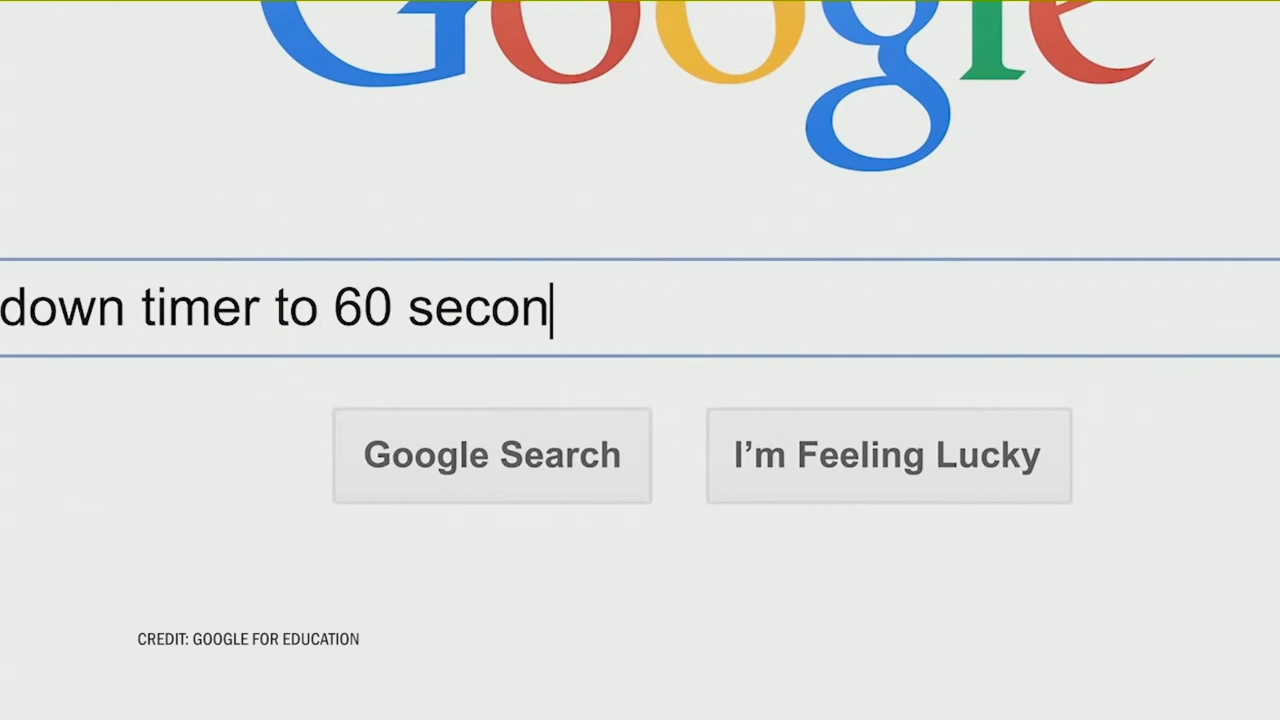 Google
down timer to 60 secon
Google Search
I’m Feeling Lucky
CREDIT: GOOGLE FOR EDUCATION